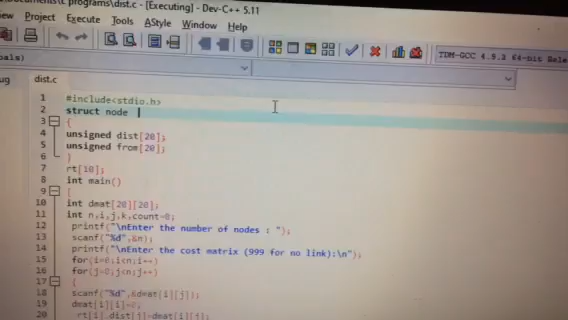 \documents\c programs\dist.c - [Executing] - Dev-C++ 5.11
View Project Execute Tools AStyle Window Help
TDM-GCC 4.9.2 64-bit Rele
bals)
ug dist.c
1 #include<stdio.h>
2 struct node
3 {
4 unsigned dist[20];
5 unsigned from[20];
6 }
7 rt[10];
8 int main()
9 {
10 int dmat[20][20];
11 int n,i,j,k,count=0;
12 printf("\nEnter the number of nodes : ");
13 scanf("%d",&n);
14 printf("\nEnter the cost matrix (999 for no link):\n");
15 for(i=0;i<n;i++)
16 for(j=0;j<n;j++)
17 {
18 scanf("%d",&dmat[i][j]);
19 dmat[i][i]=0;
20 rt[i].dist[j]=dmat[i][j];